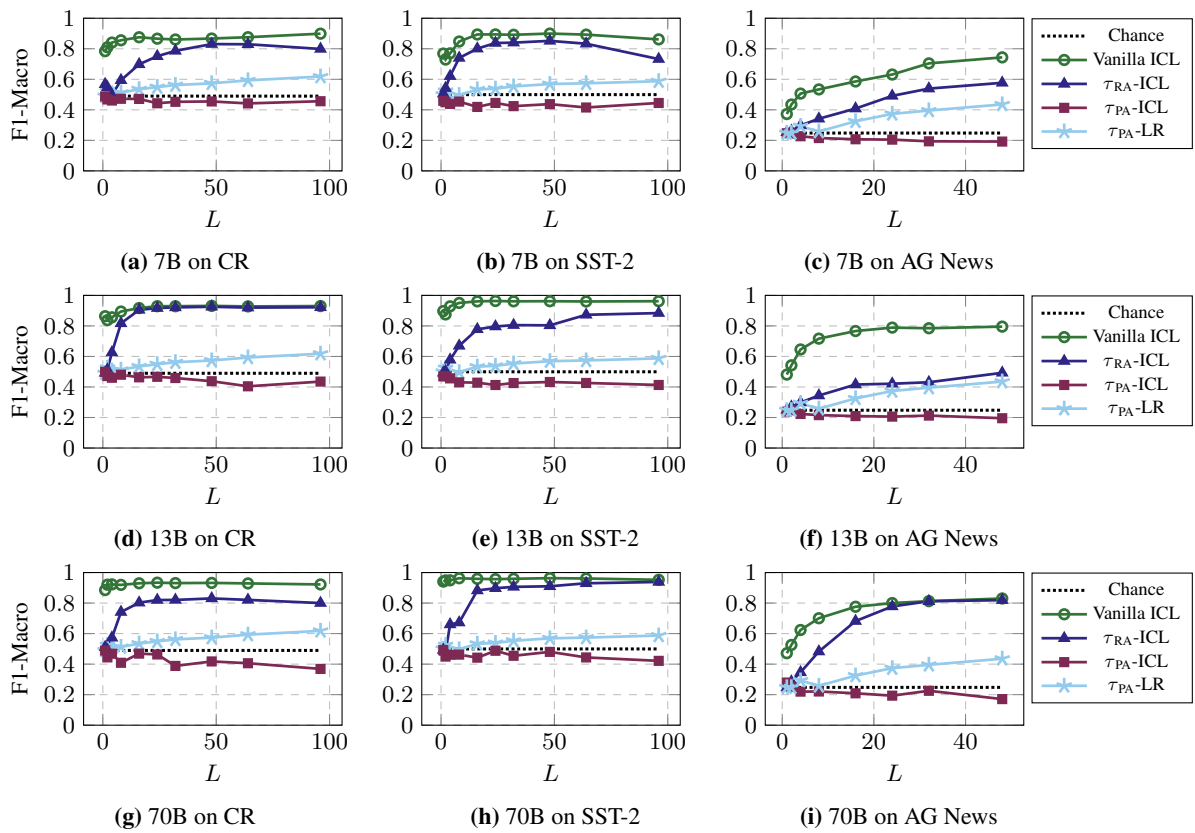 F1-Macro
1
0.8
0.6
0.4
0.2
0
0 50 100
L
(a) 7B on CR
1
0.8
0.6
0.4
0.2
0
0 50 100
L
(b) 7B on SST-2
1
0.8
0.6
0.4
0.2
0
0 20 40
L
(c) 7B on AG News
Chance
Vanilla ICL
τRA-ICL
τPA-ICL
τPA-LR
F1-Macro
1
0.8
0.6
0.4
0.2
0
0 50 100
L
(d) 13B on CR
1
0.8
0.6
0.4
0.2
0
0 50 100
L
(e) 13B on SST-2
1
0.8
0.6
0.4
0.2
0
0 20 40
L
(f) 13B on AG News
Chance
Vanilla ICL
τRA-ICL
τPA-ICL
τPA-LR
F1-Macro
1
0.8
0.6
0.4
0.2
0
0 50 100
L
(g) 70B on CR
1
0.8
0.6
0.4
0.2
0
0 50 100
L
(h) 70B on SST-2
1
0.8
0.6
0.4
0.2
0
0 20 40
L
(i) 70B on AG News
Chance
Vanilla ICL
τRA-ICL
τPA-ICL
τPA-LR